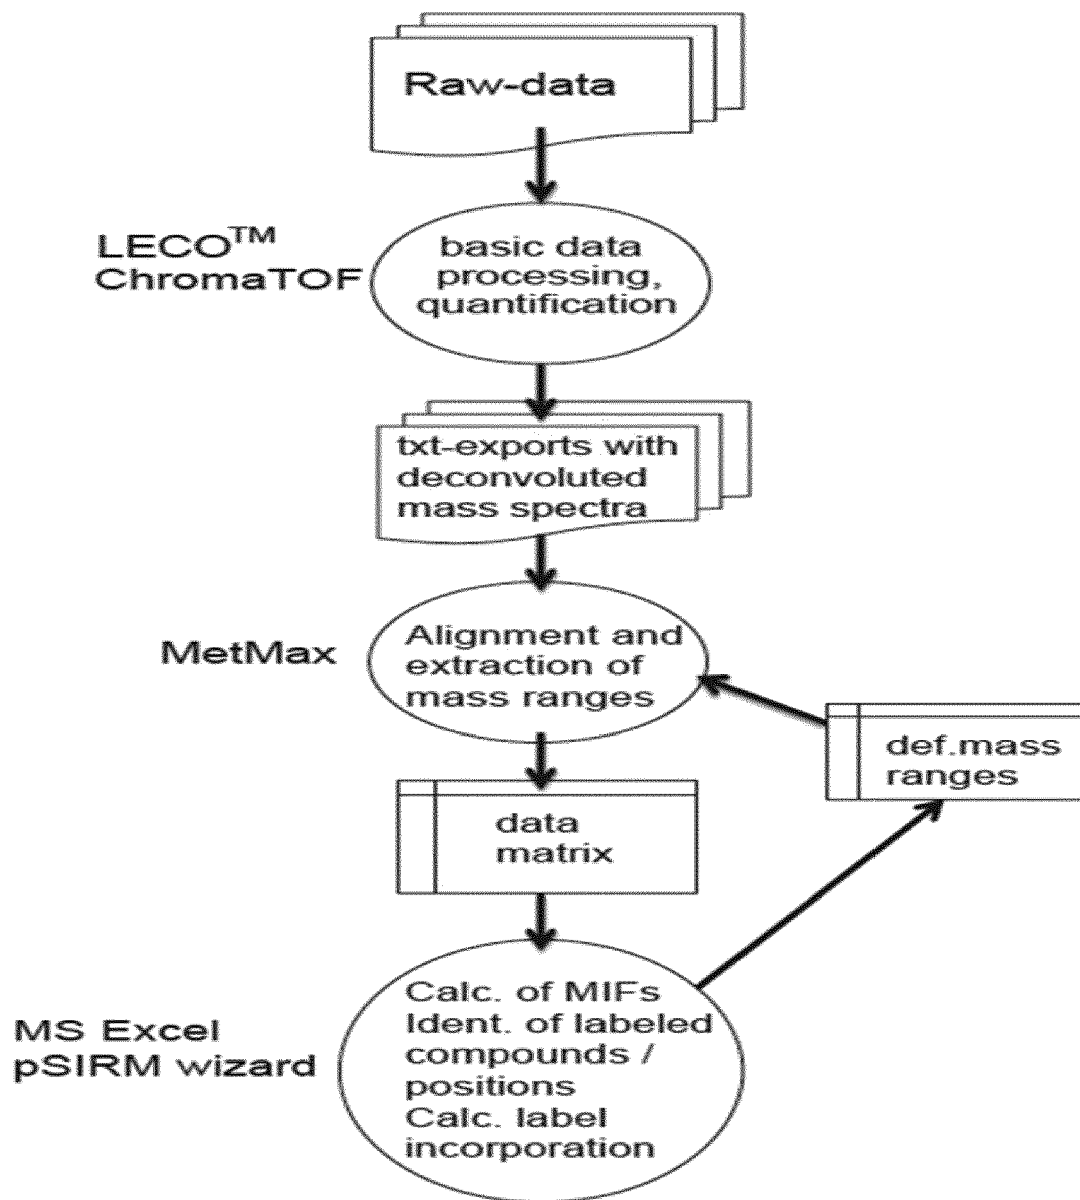 Raw-data
LECO™
ChromaTOF
basic data
processing,
quantification
txt-exports with
deconvoluted
mass spectra
MetMax
Alignment and
extraction of
mass ranges
def.mass
ranges
data
matrix
MS Excel
pSIRM wizard
Calc. of MIFs
Ident. of labeled
compounds /
positions
Calc. label
incorporation